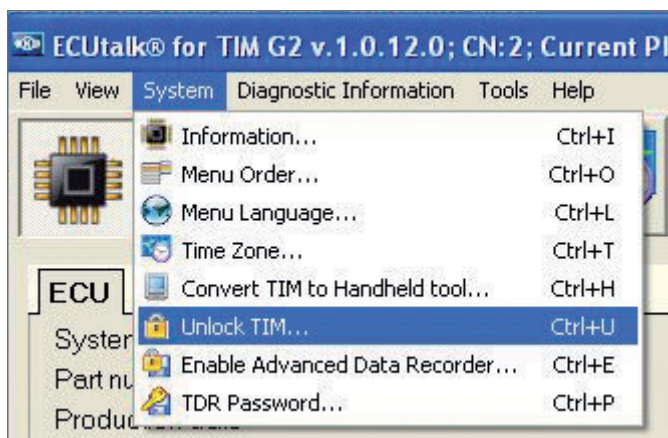 ECUtalk® for TIM G2 v.1.0.12.0; CN:2; Current
File View System Diagnostic Information Tools Help
Information... Ctrl+I
Menu Order... Ctrl+O
Menu Language... Ctrl+L
Time Zone... Ctrl+T
Convert TIM to Handheld tool... Ctrl+H
Unlock TIM... Ctrl+U
Enable Advanced Data Recorder... Ctrl+E
TDR Password... Ctrl+P
ECU
System
Part nu